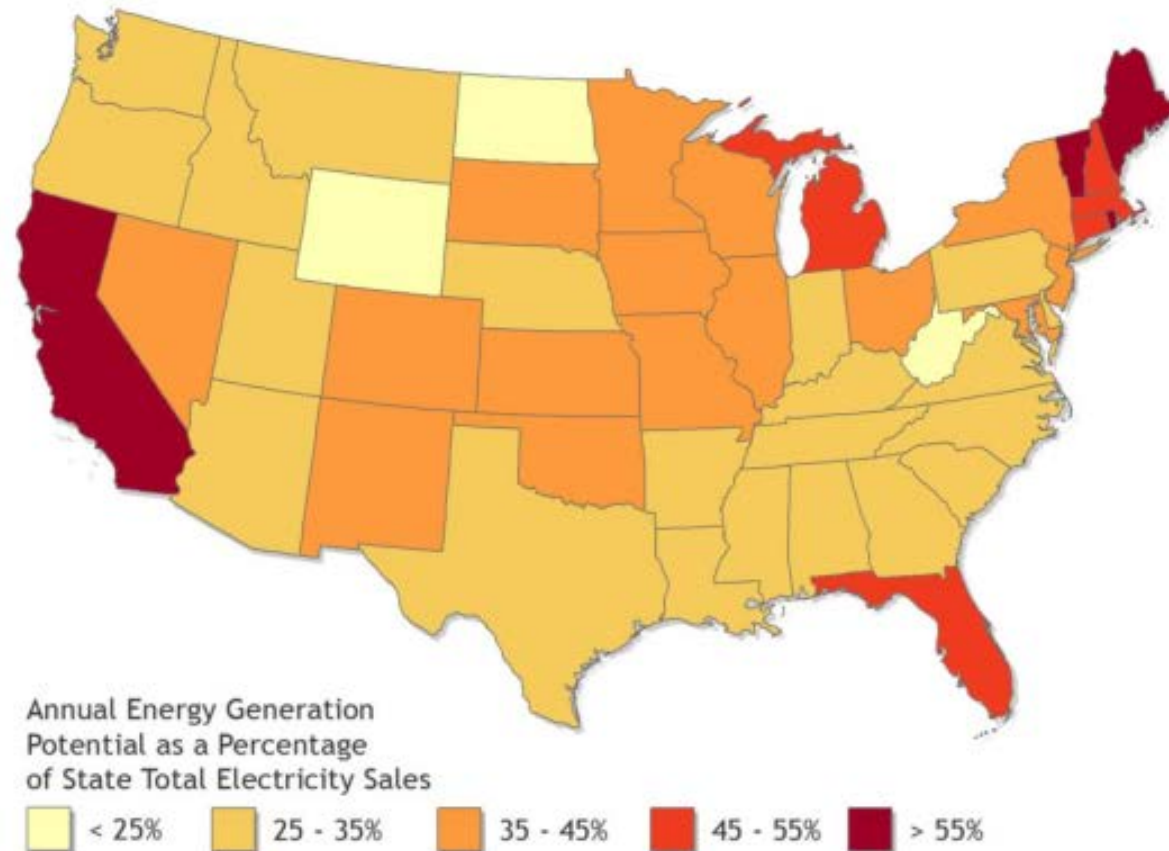 Annual Energy Generation
Potential as a Percentage
of State Total Electricity Sales
< 25% 25 - 35% 35 - 45% 45 - 55% > 55%